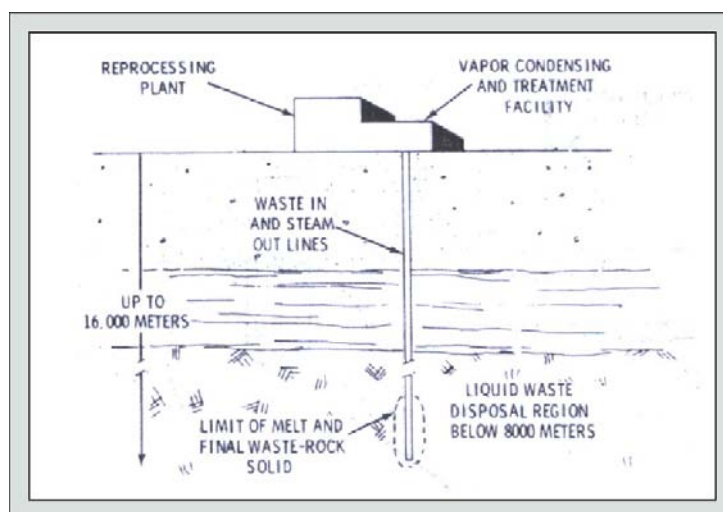 REPROCESSING
PLANT
VAPOR CONDENSING
AND TREATMENT
FACILITY
WASTE IN
AND STEAM
OUT LINES
UP TO
16.000 METERS
LIMIT OF MELT AND
FINAL WASTE-ROCK
SOLID
LIQUID WASTE
DISPOSAL REGION
BELOW 8000 METERS